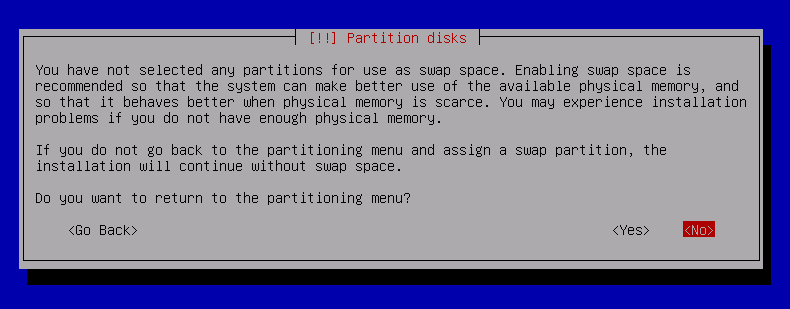 [!!] Partition disks
You have not selected any partitions for use as swap space. Enabling swap space is
recommended so that the system can make better use of the available physical memory, and
so that it behaves better when physical memory is scarce. You may experience installation
problems if you do not have enough physical memory.
If you do not go back to the partitioning menu and assign a swap partition, the
installation will continue without swap space.
Do you want to return to the partitioning menu?
<Go Back> <Yes> <No>